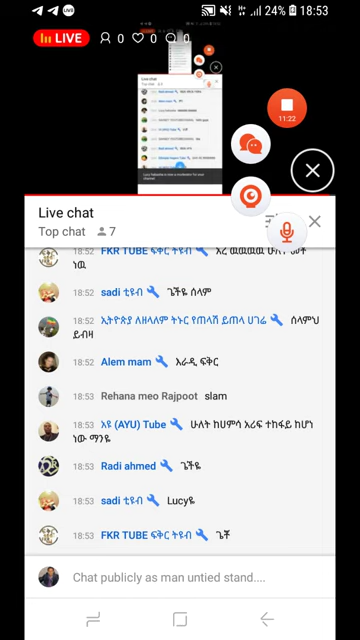 24% 18:53
LIVE 0 0 0
11:22
Live chat
Top chat 7
18:52 FKR TUBE ፍቅር ትዩብ
ነዉ
18:52 sadi ቲዩብ ጌችዬ ሰላም
18:52 ኢትዮጵያ ለዘላለም ትኑር የጠላሽ ይጠላ ሀገሬ ሰላምህ
ይብዛ
18:52 Alem mam አራዲ ፍቅር
18:53 Rehana meo Rajpoot slam
18:53 አዩ (AYU) Tube ሁለት ከሀምሳ አሪፍ ተከፋይ ከሆነ
ነው ማንዬ
18:53 Radi ahmed ጌችዬ
18:53 sadi ቲዩብ Lucyዬ
18:53 FKR TUBE ፍቅር ትዩብ ጌቾ
Chat publicly as man untied stand....